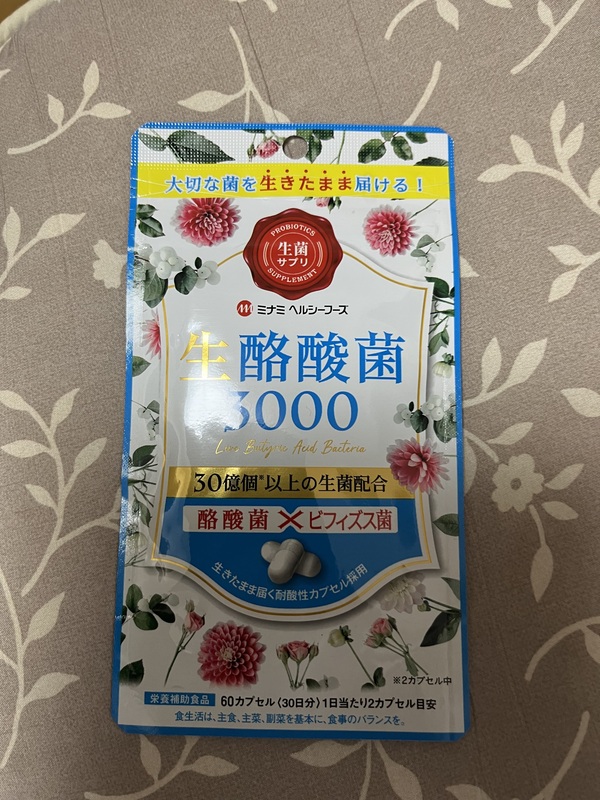 大切な菌を生きたまま届ける！
PROBIOTICS
生菌
サプリ
SUPPLEMENT
ミナミ ヘルシーフーズ
生酪酸菌
3000
Live Butyric Acid Bacteria
30億個※以上の生菌配合
酪酸菌×ビフィズス菌
生きたまま届く耐酸性カプセル採用
※2カプセル中
栄養補助食品 60カプセル〈30日分〉1日当たり2カプセル目安
食生活は、主食、主菜、副菜を基本に、食事のバランスを。